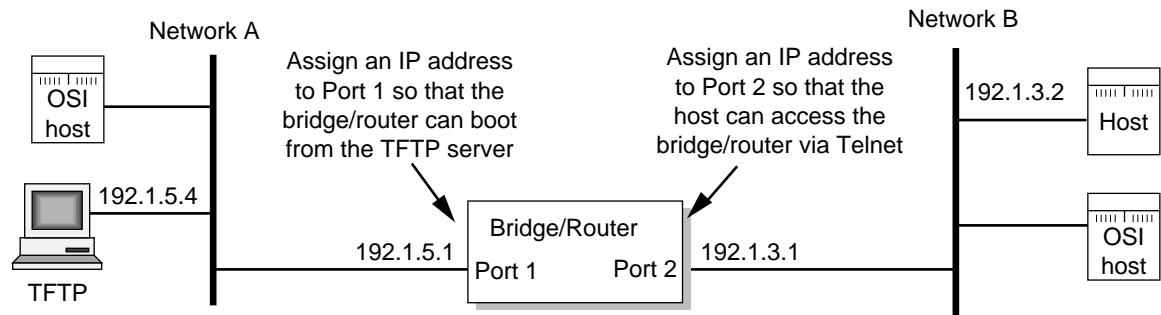 Network A
Network B
Assign an IP address
to Port 1 so that the
bridge/router can boot
from the TFTP server
Assign an IP address
to Port 2 so that the
host can access the
bridge/router via Telnet
OSI
host
192.1.5.4
TFTP
192.1.5.1
Bridge/Router
Port 1
Port 2
192.1.3.1
192.1.3.2
Host
OSI
host